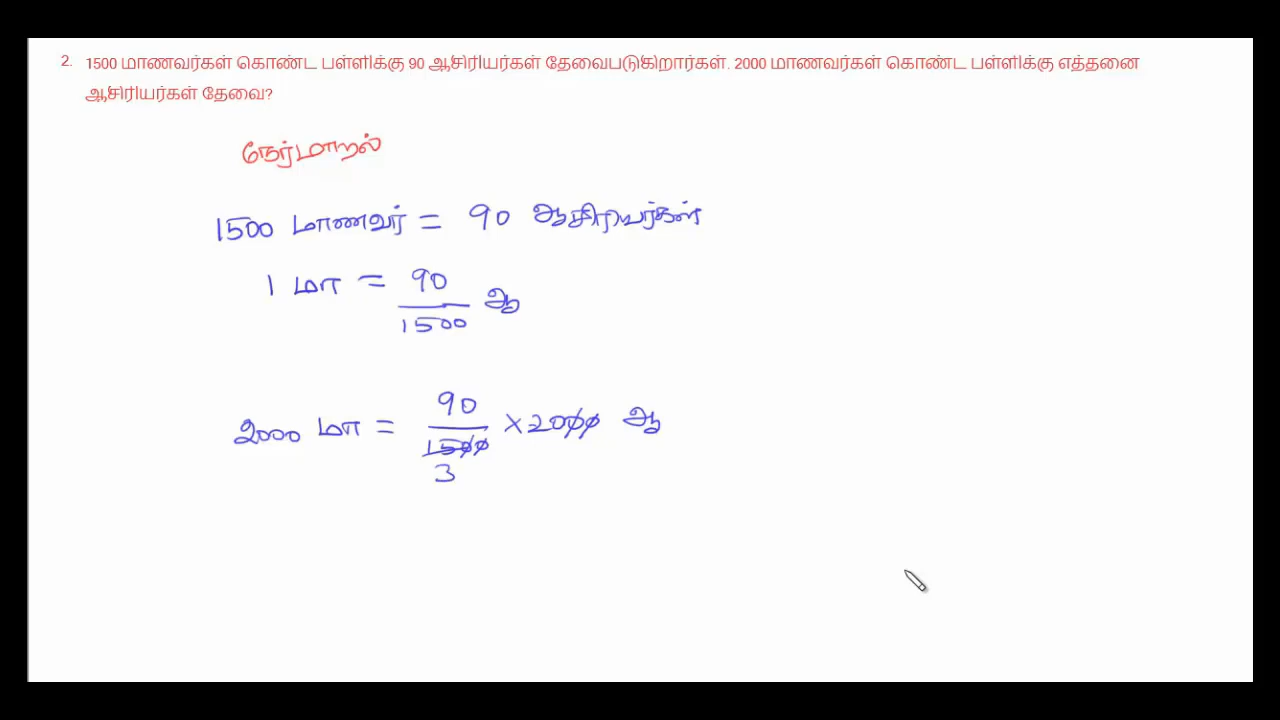 2. 1500 மாணவர்கள் கொண்ட பள்ளிக்கு 90 ஆசிரியர்கள் தேவைபடுகிறார்கள். 2000 மாணவர்கள் கொண்ட பள்ளிக்கு எத்தனை
ஆசிரியர்கள் தேவை?
நேர்மாறல்
1500 மாணவர் = 90 ஆசிரியர்கள்
1 மா = 90
1500 ஆ
2000 மா = 90
1500 × 2000 ஆ
3